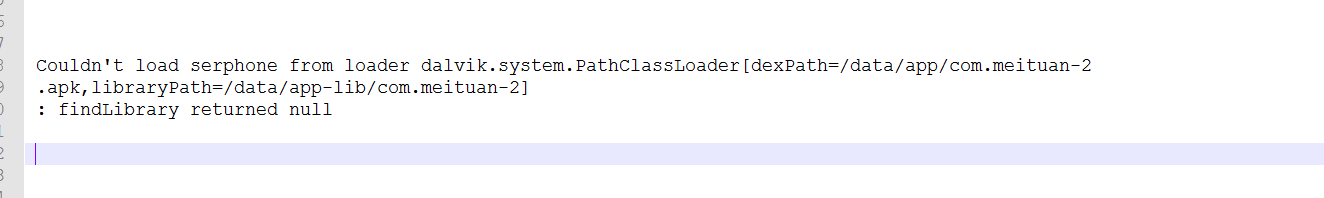 Couldn't load serphone from loader dalvik.system.PathClassLoader[dexPath=/data/app/com.meituan-2
.apk,libraryPath=/data/app-lib/com.meituan-2]
: findLibrary returned null